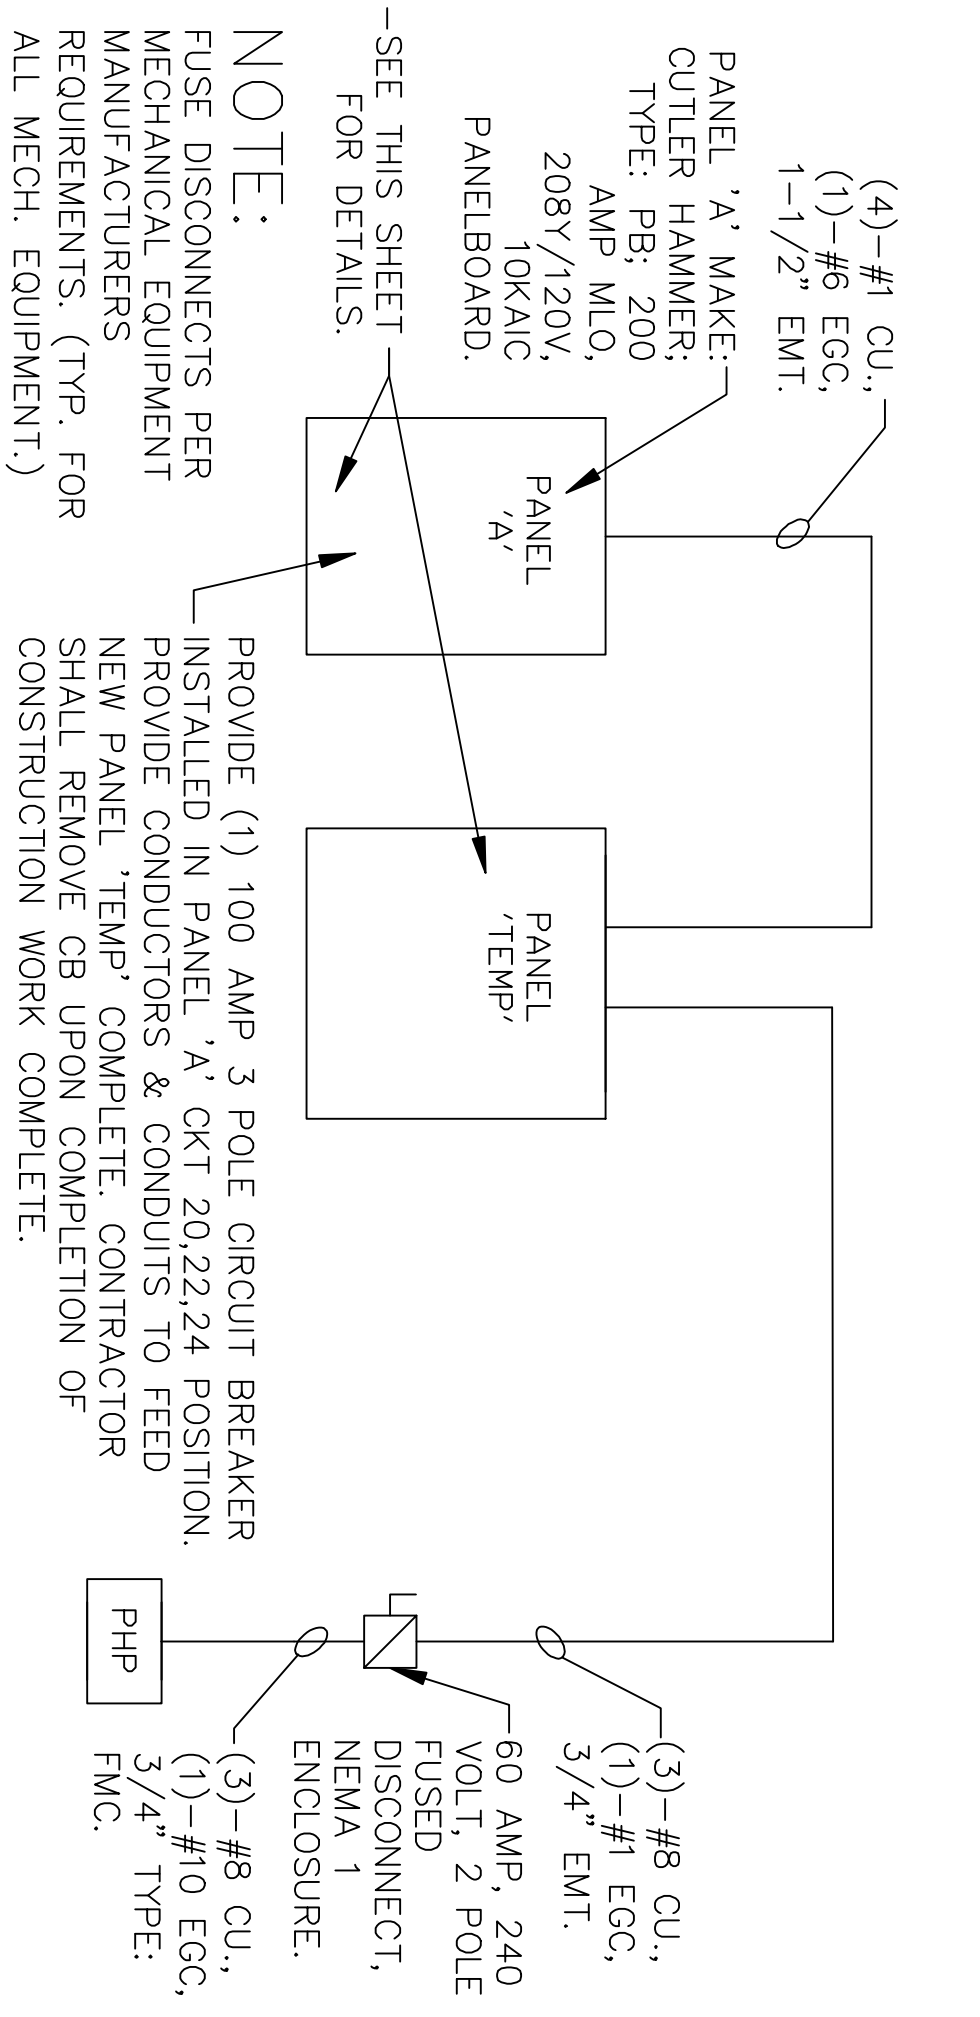 (4)-#1 CU.,
(1)-#6 EGC,
1-1/2" EMT.
PANEL 'A' MAKE:
CUTLER HAMMER;
TYPE: PB; 200
AMP MLO,
208Y/120V,
10KAIC
PANELBOARD.
-SEE THIS SHEET
FOR DETAILS.
NOTE:
FUSE DISCONNECTS PER
MECHANICAL EQUIPMENT
MANUFACTURERS
REQUIREMENTS. (TYP. FOR
ALL MECH. EQUIPMENT.)
PANEL
'A'
PANEL
'TEMP'
PROVIDE (1) 100 AMP 3 POLE CIRCUIT BREAKER
INSTALLED IN PANEL 'A' CKT 20,22,24 POSITION.
PROVIDE CONDUCTORS & CONDUITS TO FEED
NEW PANEL 'TEMP' COMPLETE. CONTRACTOR
SHALL REMOVE CB UPON COMPLETION OF
CONSTRUCTION WORK COMPLETE.
(3)-#8 CU.,
(1)-#1 EGC,
3/4" EMT.
60 AMP, 240
VOLT, 2 POLE
FUSED
DISCONNECT,
NEMA 1
ENCLOSURE.
(3)-#8 CU.,
(1)-#10 EGC,
3/4" TYPE:
FMC.
PHP